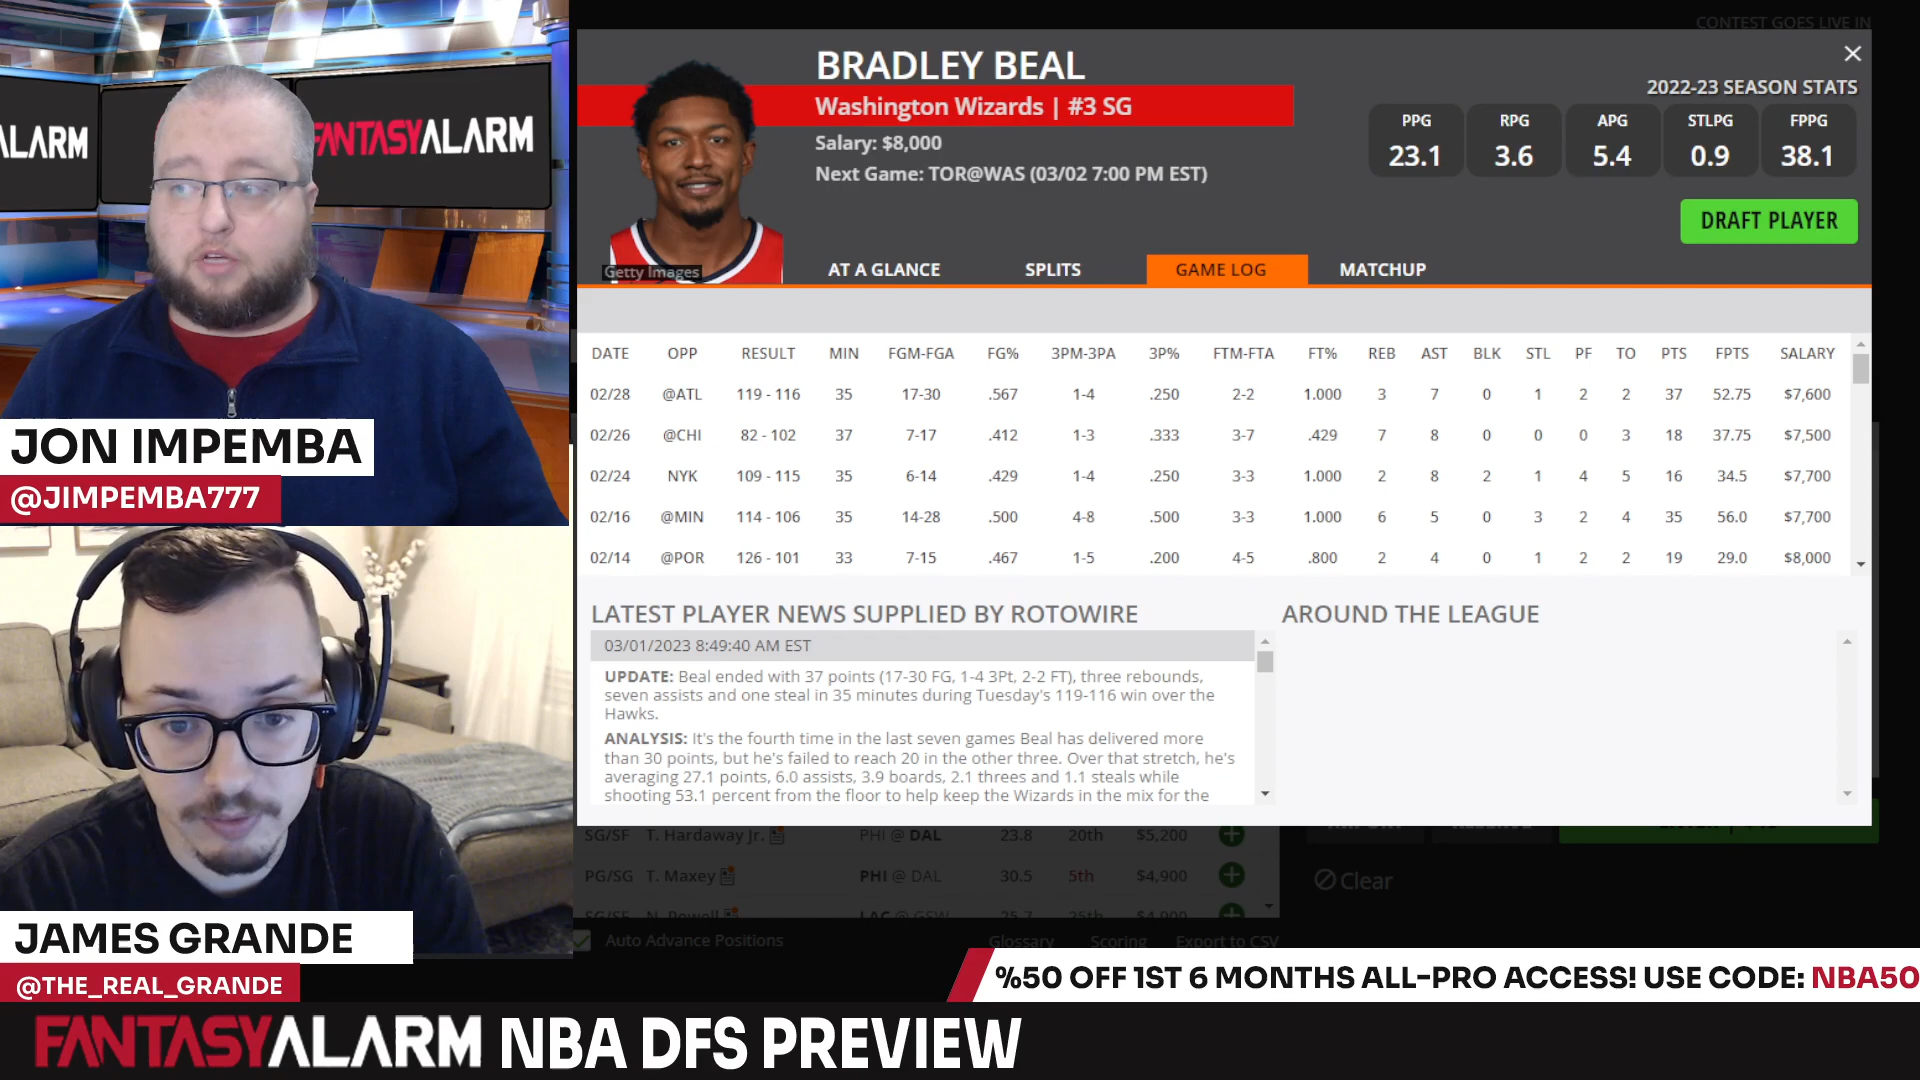 CONTEST GOES LIVE IN
ALARM
FANTASYALARM
BRADLEY BEAL
Washington Wizards | #3 SG
Salary: $8,000
Next Game: TOR@WAS (03/02 7:00 PM EST)
2022-23 SEASON STATS
PPG RPG APG STLPG FPPG
23.1 3.6 5.4 0.9 38.1
DRAFT PLAYER
Getty Images
AT A GLANCE SPLITS GAME LOG MATCHUP
DATE OPP RESULT MIN FGM-FGA FG% 3PM-3PA 3P% FTM-FTA FT% REB AST BLK STL PF TO PTS FPTS SALARY
02/28 @ATL 119 - 116 35 17-30 .567 1-4 .250 2-2 1.000 3 7 0 1 2 2 37 52.75 $7,600
02/26 @CHI 82 - 102 37 7-17 .412 1-3 .333 3-7 .429 7 8 0 0 0 3 18 37.75 $7,500
02/24 NYK 109 - 115 35 6-14 .429 1-4 .250 3-3 1.000 2 8 2 1 4 5 16 34.5 $7,700
02/16 @MIN 114 - 106 35 14-28 .500 4-8 .500 3-3 1.000 6 5 0 3 2 4 35 56.0 $7,700
02/14 @POR 126 - 101 33 7-15 .467 1-5 .200 4-5 .800 2 4 0 1 2 2 19 29.0 $8,000
LATEST PLAYER NEWS SUPPLIED BY ROTOWIRE
AROUND THE LEAGUE
03/01/2023 8:49:40 AM EST
UPDATE: Beal ended with 37 points (17-30 FG, 1-4 3Pt, 2-2 FT), three rebounds,
seven assists and one steal in 35 minutes during Tuesday's 119-116 win over the
Hawks.
ANALYSIS: It's the fourth time in the last seven games Beal has delivered more
than 30 points, but he's failed to reach 20 in the other three. Over that stretch, he's
averaging 27.1 points, 6.0 assists, 3.9 boards, 2.1 threes and 1.1 steals while
shooting 53.1 percent from the floor to help keep the Wizards in the mix for the
SG/SF T. Hardaway Jr. PHI @ DAL 23.8 20th $5,200
PG/SG T. Maxey PHI @ DAL 30.5 5th $4,900
SG/SF N. Powell LAC @ GSW 25.7 25th $4,900
Clear
Auto Advance Positions Glossary Scoring Export to CSV
JON IMPEMBA
@JIMPEMBA777
JAMES GRANDE
@THE_REAL_GRANDE
%50 OFF 1ST 6 MONTHS ALL-PRO ACCESS! USE CODE: NBA50
FANTASYALARM NBA DFS PREVIEW